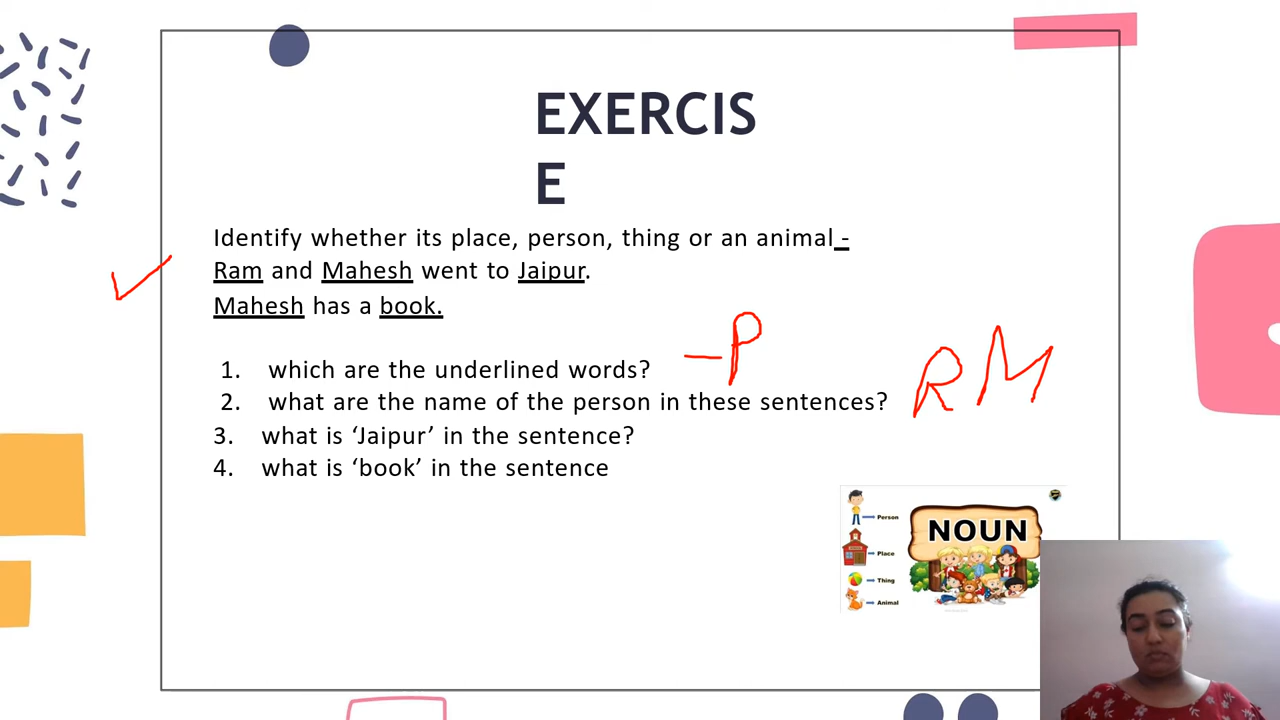 EXERCIS
E
Identify whether its place, person, thing or an animal -
Ram and Mahesh went to Jaipur.
Mahesh has a book.
1. which are the underlined words?
- P
2. what are the name of the person in these sentences?
R M
3. what is ‘Jaipur’ in the sentence?
4. what is ‘book’ in the sentence
Person
NOUN
Place
Thing
Animal